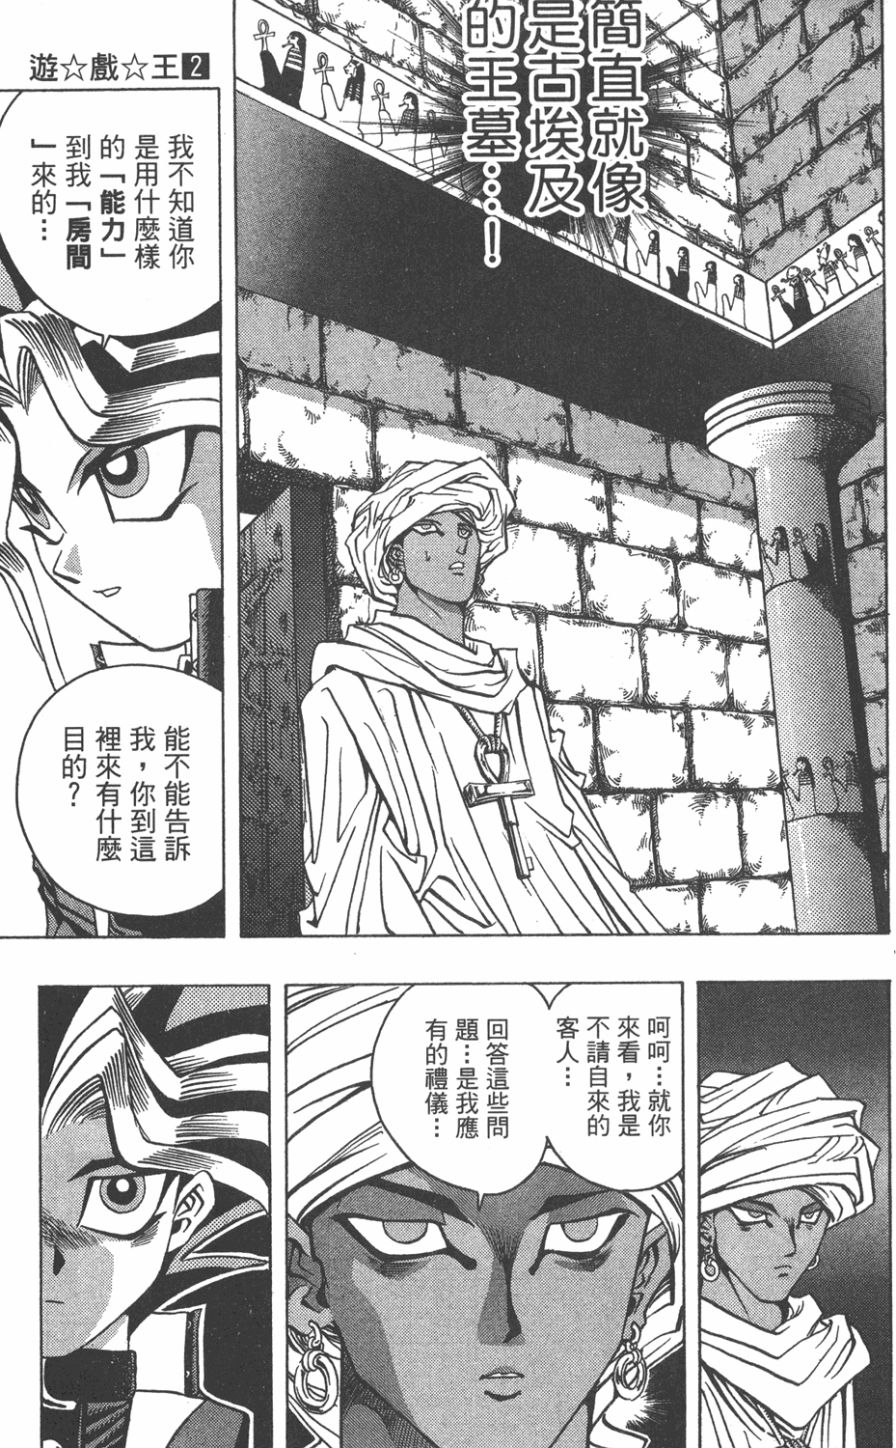 遊☆戲☆王2
簡直就像
是古埃及
的王墓…！
我不知道你
是用什麼樣
的「能力」
到我「房間
」來的…
能不能告訴
我，你到這
裡來有什麼
目的？
呵呵…就你
來看，我是
不請自來的
客人…
回答這些問
題…是我應
有的禮儀…